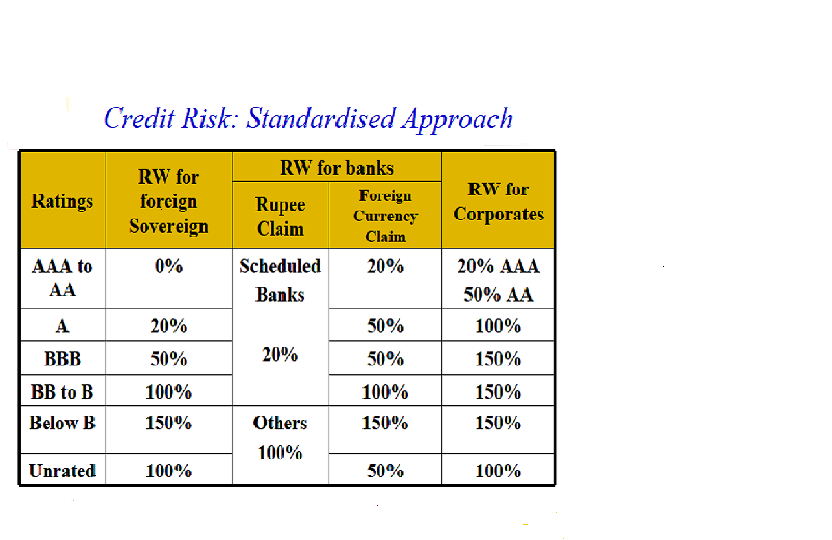 Credit Risk: Standardised Approach
Ratings
RW for
foreign
Sovereign
RW for banks
Rupee
Claim
Foreign
Currency
Claim
RW for
Corporates
AAA to
AA
0%
Scheduled
Banks
20%
20% AAA
50% AA
A
20%
50%
100%
BBB
50%
20%
50%
150%
BB to B
100%
100%
150%
Below B
150%
Others
100%
150%
150%
Unrated
100%
50%
100%